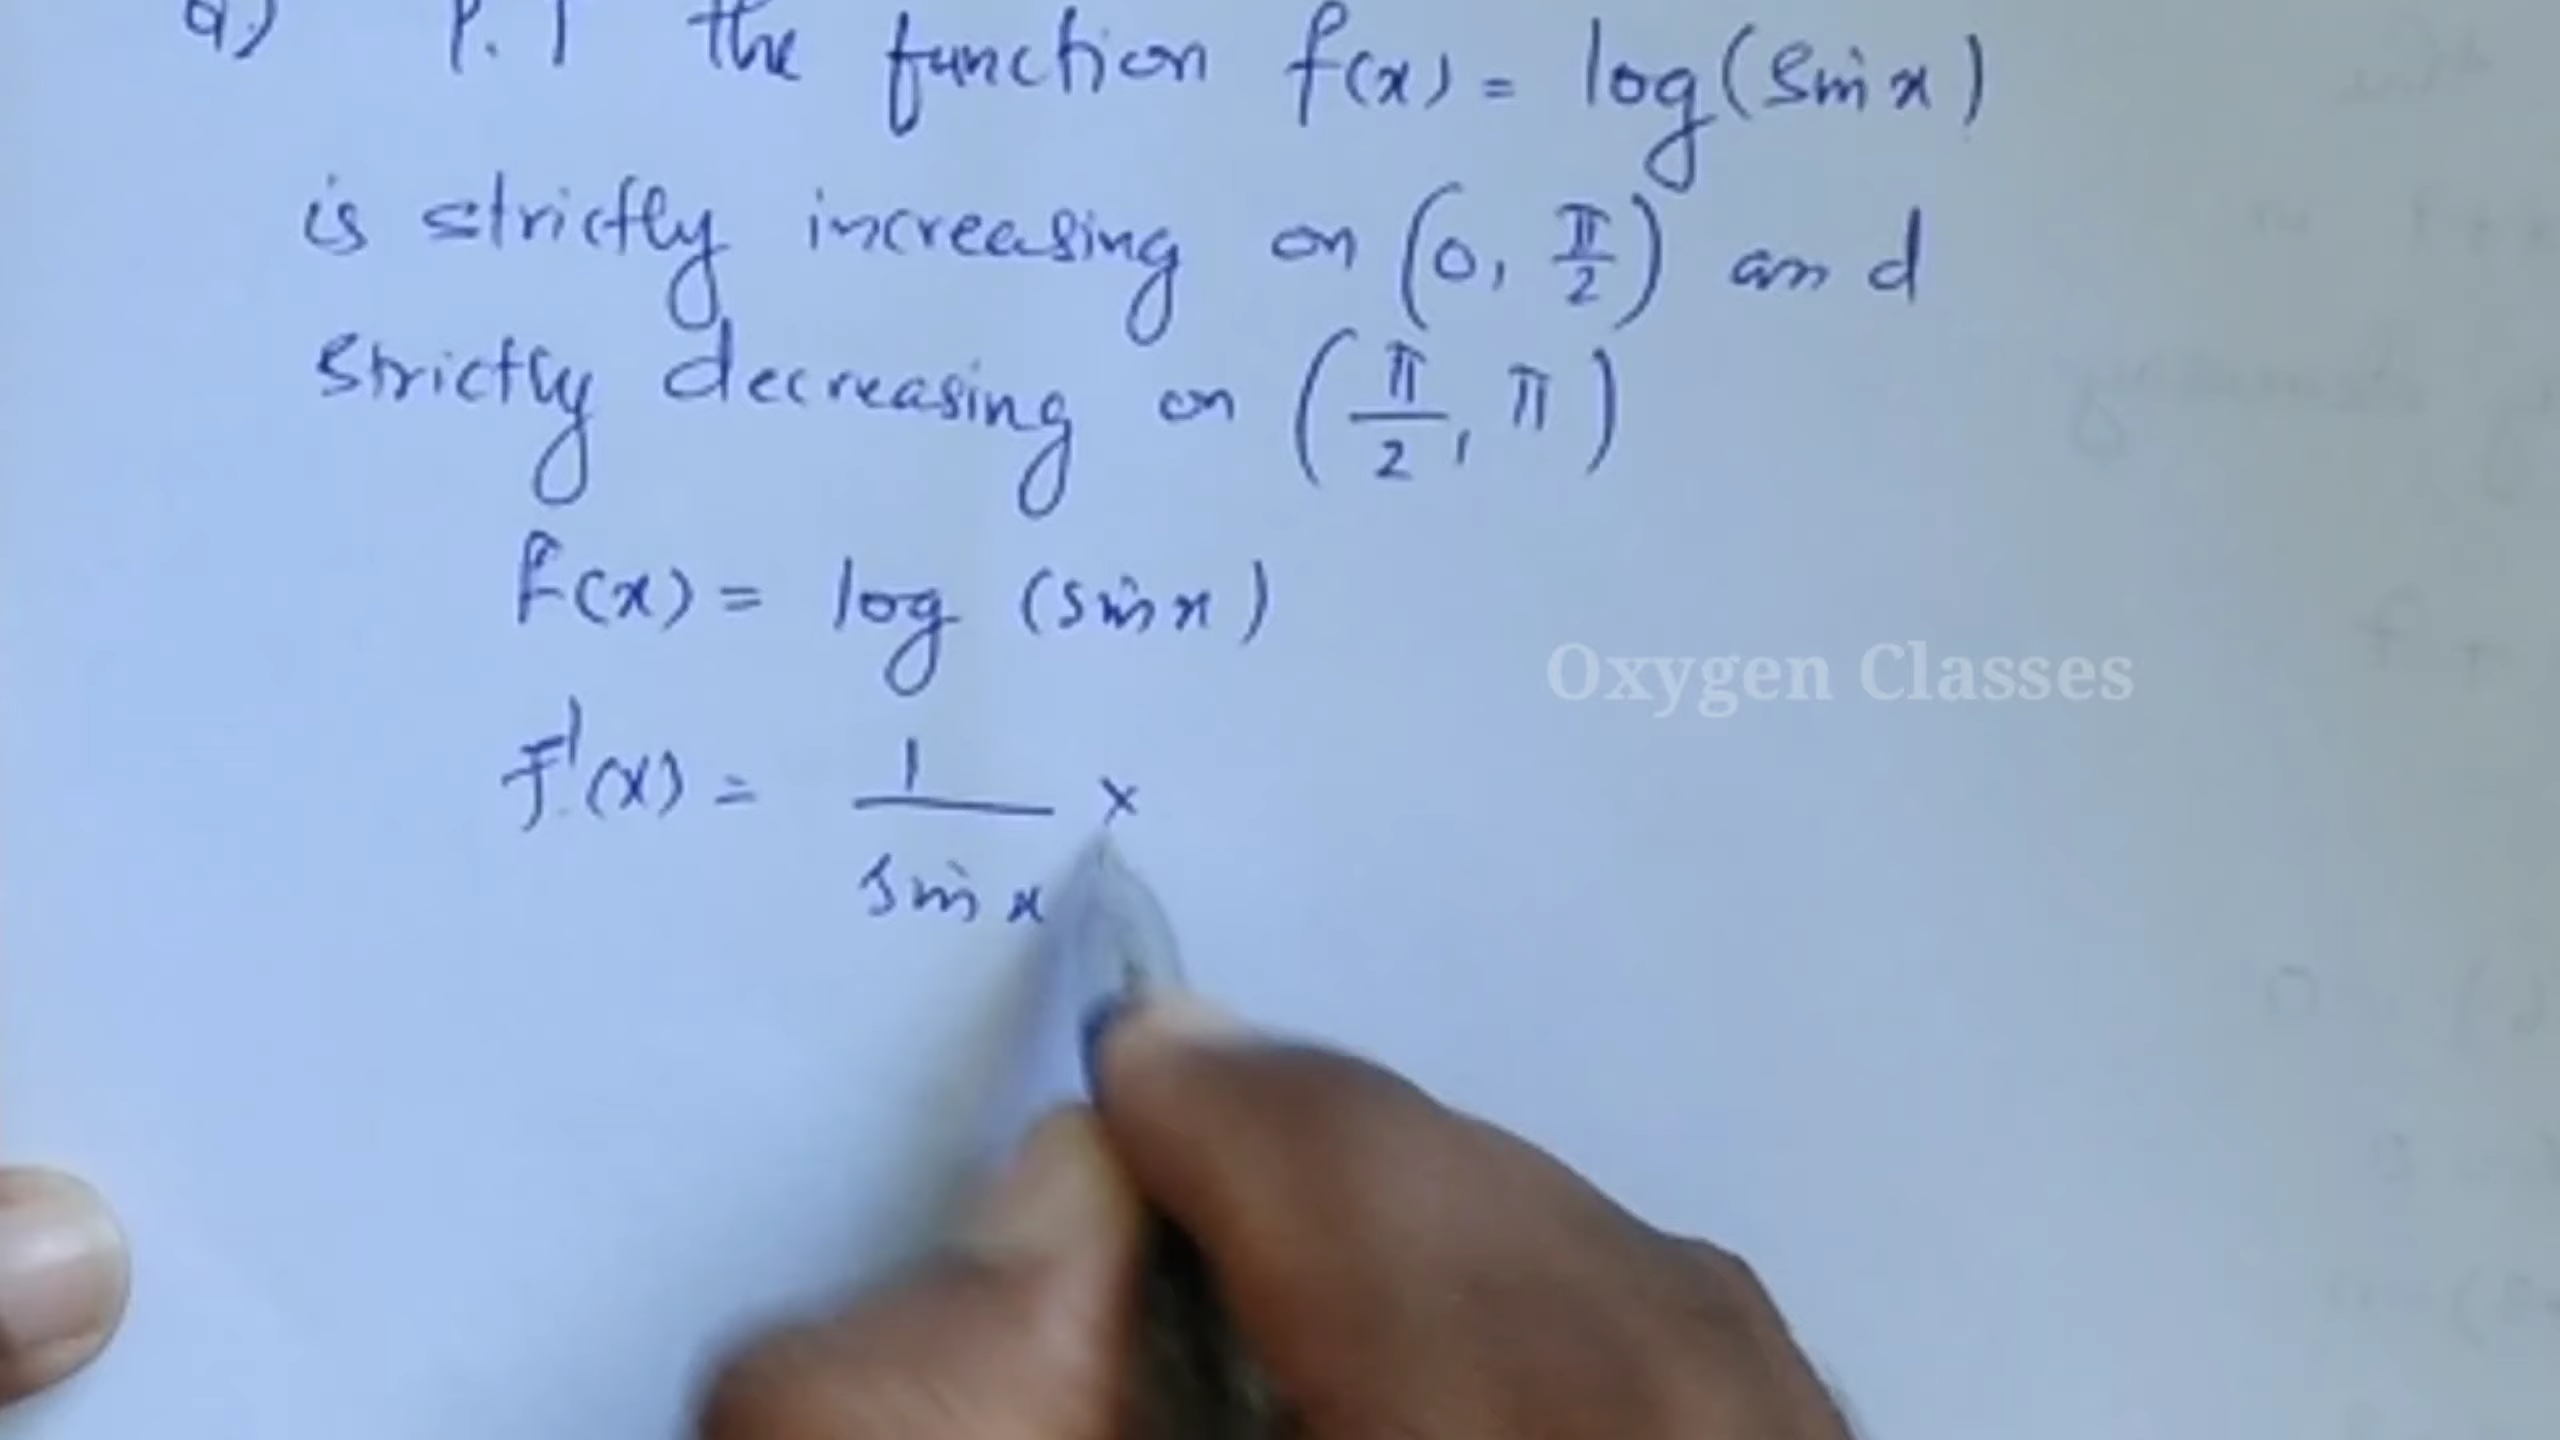 9) P.T the function f(x) = log(sin x)
is strictly increasing on (0, π/2) and
strictly decreasing on (π/2, π)
f(x) = log (sin x)
Oxygen Classes
f'(x) = 1/sin x ×